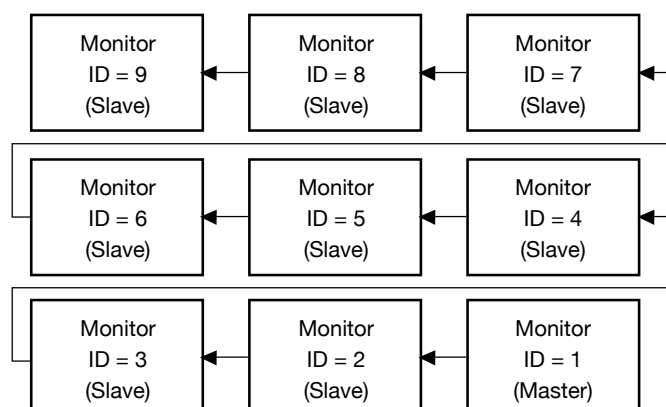 Monitor
ID = 9
(Slave)
Monitor
ID = 8
(Slave)
Monitor
ID = 7
(Slave)
Monitor
ID = 6
(Slave)
Monitor
ID = 5
(Slave)
Monitor
ID = 4
(Slave)
Monitor
ID = 3
(Slave)
Monitor
ID = 2
(Slave)
Monitor
ID = 1
(Master)